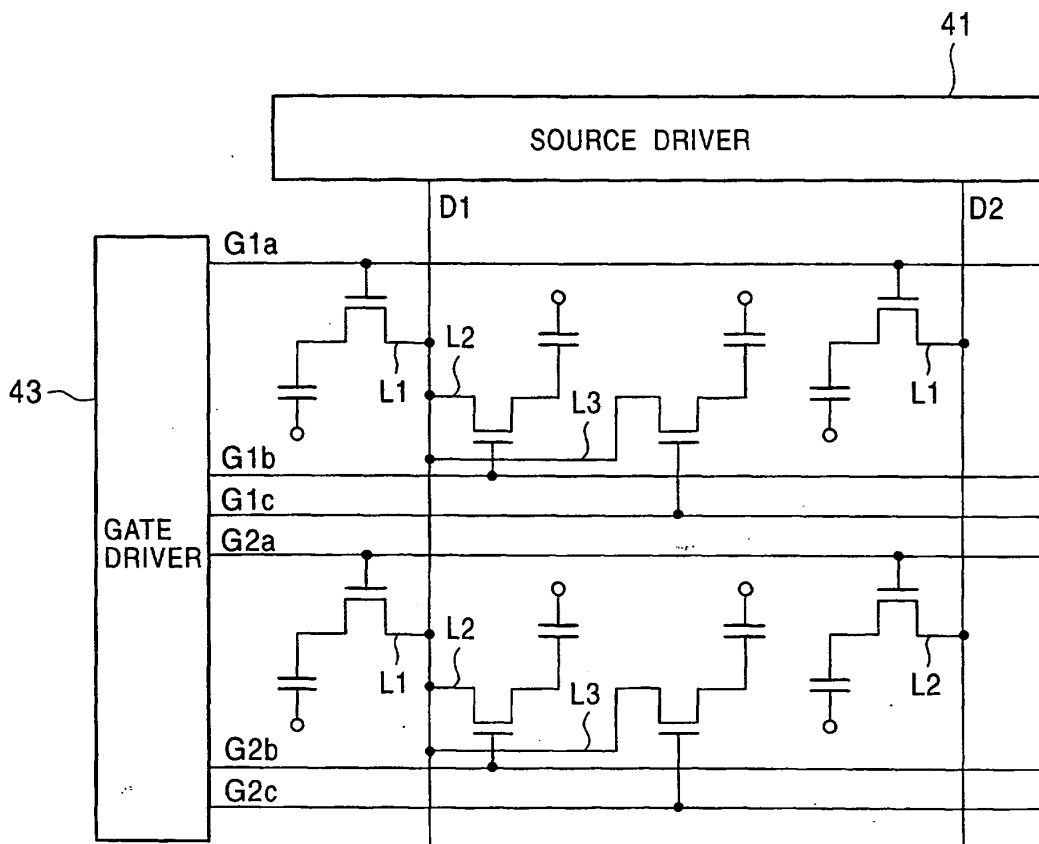 41
SOURCE DRIVER
D1
D2
G1a
L2
L1
L3
L1
43
G1b
G1c
GATE
DRIVER
G2a
L2
L1
L3
L2
G2b
G2c